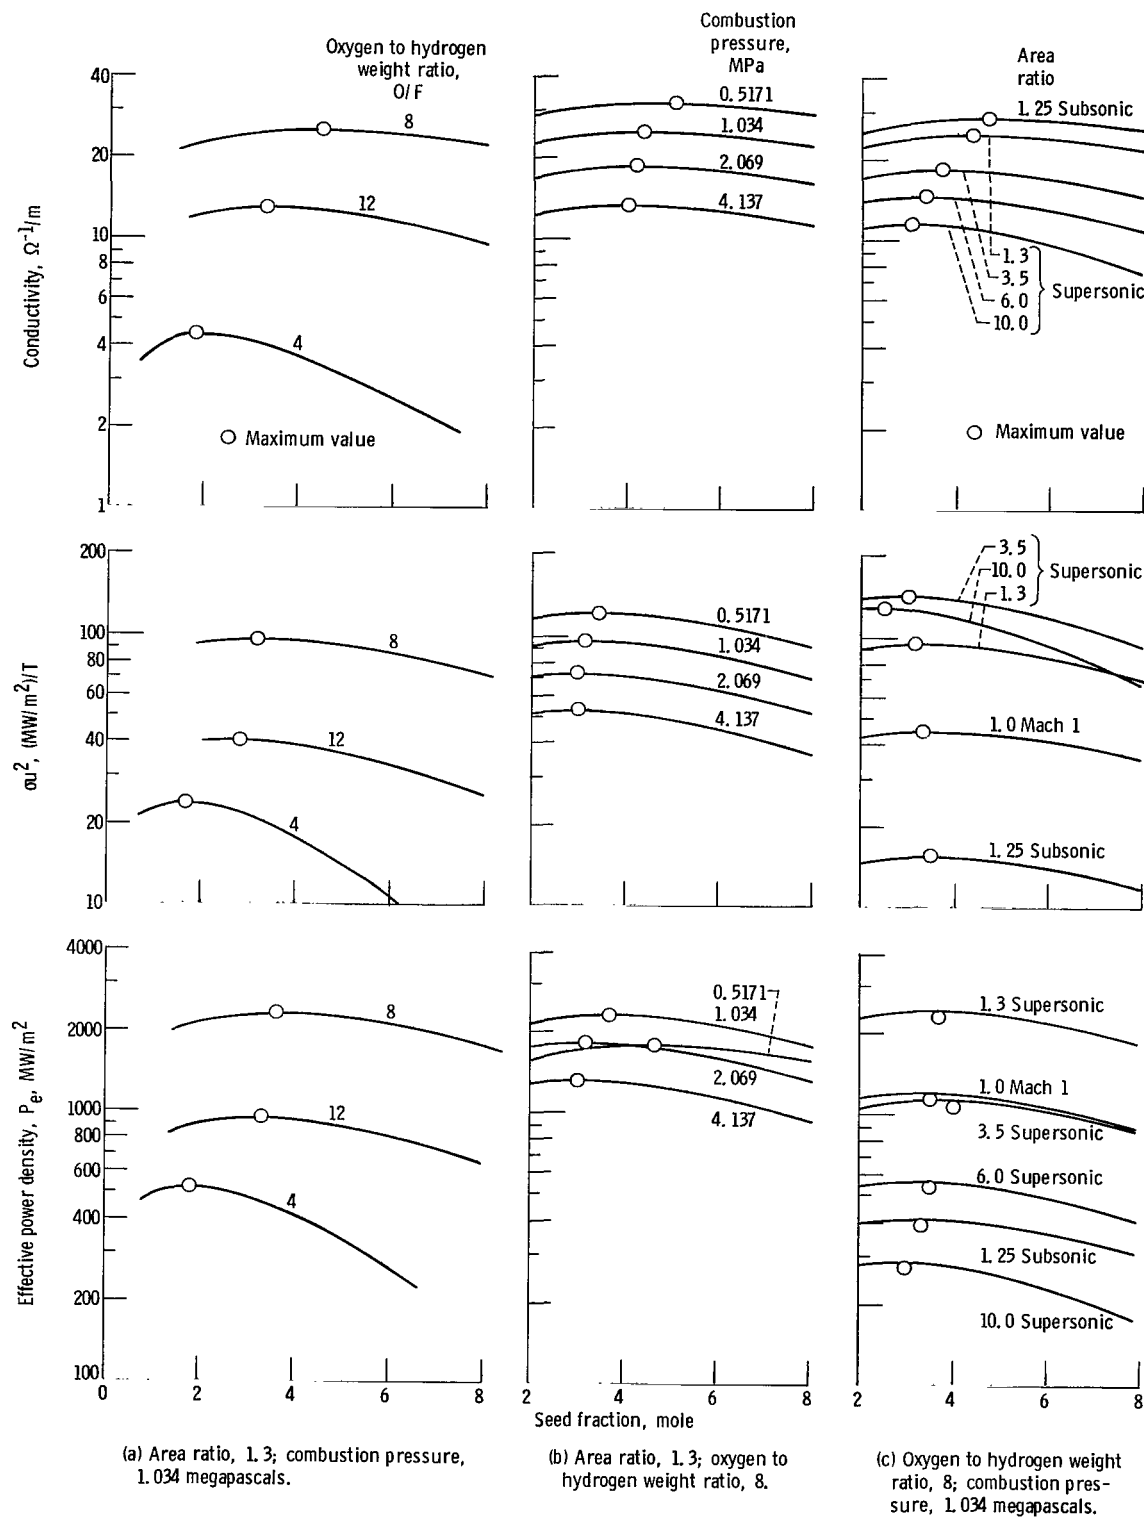 Oxygen to hydrogen
weight ratio,
O/F
40
20
10
8
6
4
2
1
Conductivity, Ω⁻¹/m
8
12
4
Maximum value
Combustion
pressure,
MPa
0.5171
1.034
2.069
4.137
Area
ratio
1.25 Subsonic
1.3
3.5
6.0
10.0
Supersonic
Maximum value
200
100
80
60
40
20
10
σu², (MW/m²)/T
8
12
4
0.5171
1.034
2.069
4.137
3.5
10.0
1.3
Supersonic
1.0 Mach 1
1.25 Subsonic
4000
2000
1000
800
600
400
200
100
Effective power density, Pe, MW/m²
8
12
4
0 2 4 6 8
0.5171
1.034
2.069
4.137
2 4 6 8
1.3 Supersonic
1.0 Mach 1
3.5 Supersonic
6.0 Supersonic
1.25 Subsonic
10.0 Supersonic
2 4 6 8
Seed fraction, mole
(a) Area ratio, 1.3; combustion pressure,
1.034 megapascals.
(b) Area ratio, 1.3; oxygen to
hydrogen weight ratio, 8.
(c) Oxygen to hydrogen weight
ratio, 8; combustion pres-
sure, 1.034 megapascals.